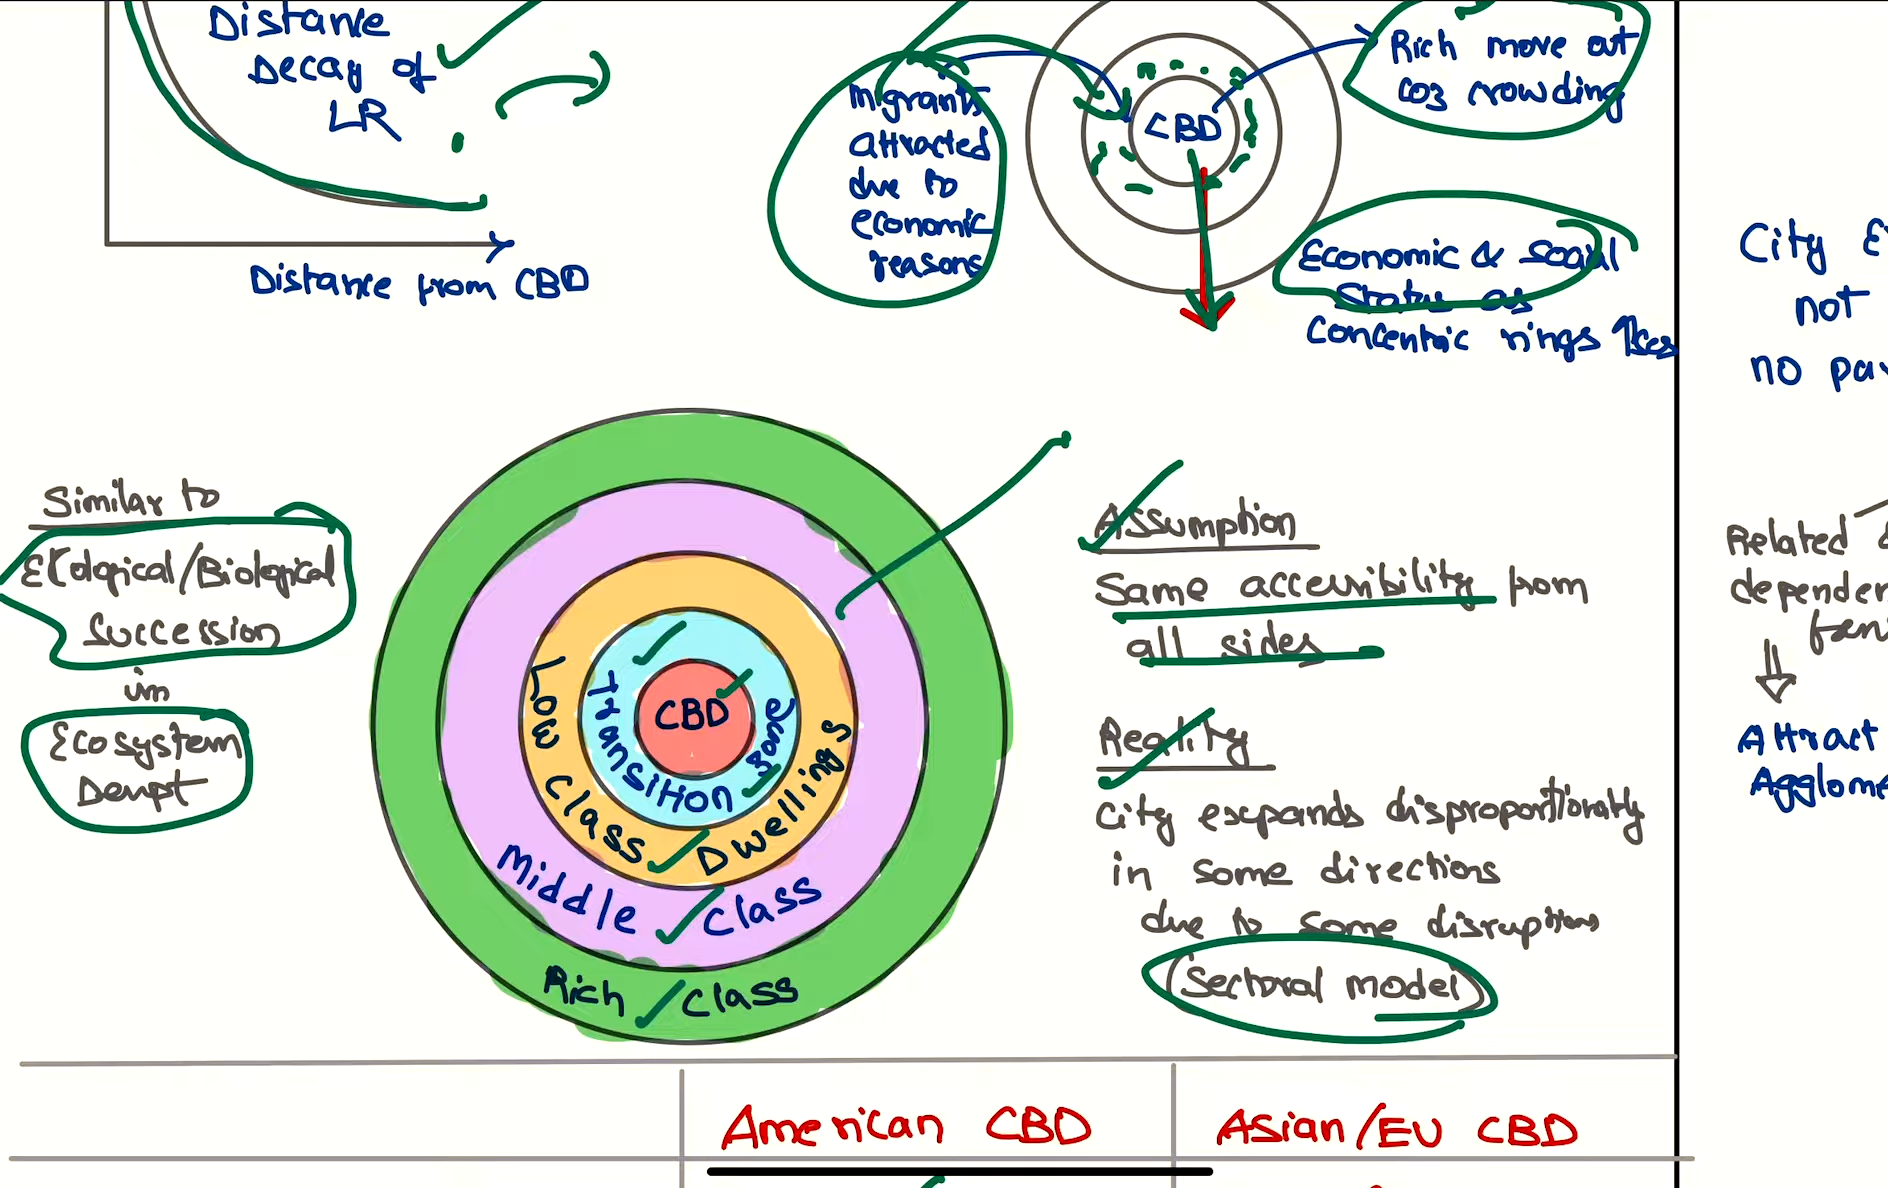 Distance
Decay of
LR
Distance from CBD
Migrants
attracted
due to
economic
reasons
CBD
Rich move out
coz crowding
Economic & social
Status as
concentric rings ↑ses
Similar to
Ecological/Biological
Succession
in
Ecosystem
Devpt
CBD
Transition zone
Low Class Dwellings
Middle Class
Rich Class
Assumption
Same accessibility from
all sides
Reality
City expands disproportionately
in some directions
due to some disruptions
(Sectoral model)
American CBD
Asian/EU CBD
City E
not
no pa
Related
dependen
⇓
Attract
Agglome